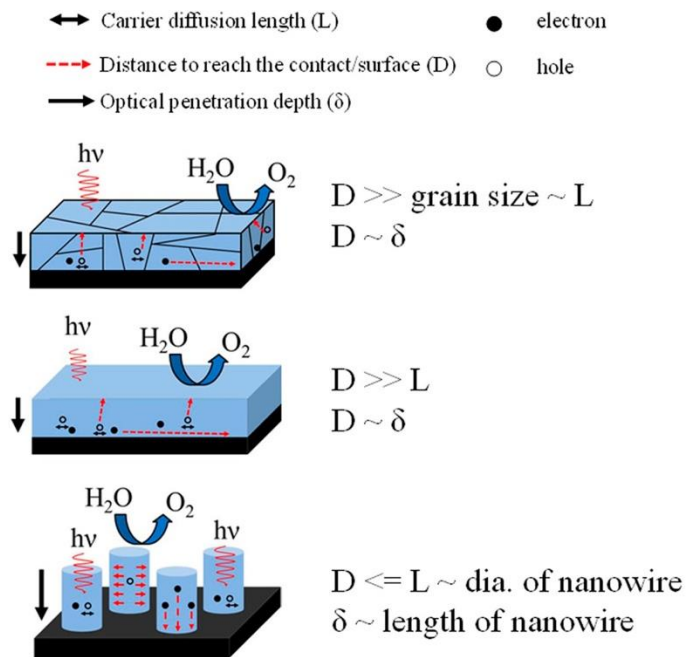 Carrier diffusion length (L)
electron
Distance to reach the contact/surface (D)
hole
Optical penetration depth (δ)
hν
H₂O
O₂
D >> grain size ~ L
D ~ δ
hν
H₂O
O₂
D >> L
D ~ δ
H₂O
O₂
hν
hν
D <= L ~ dia. of nanowire
δ ~ length of nanowire